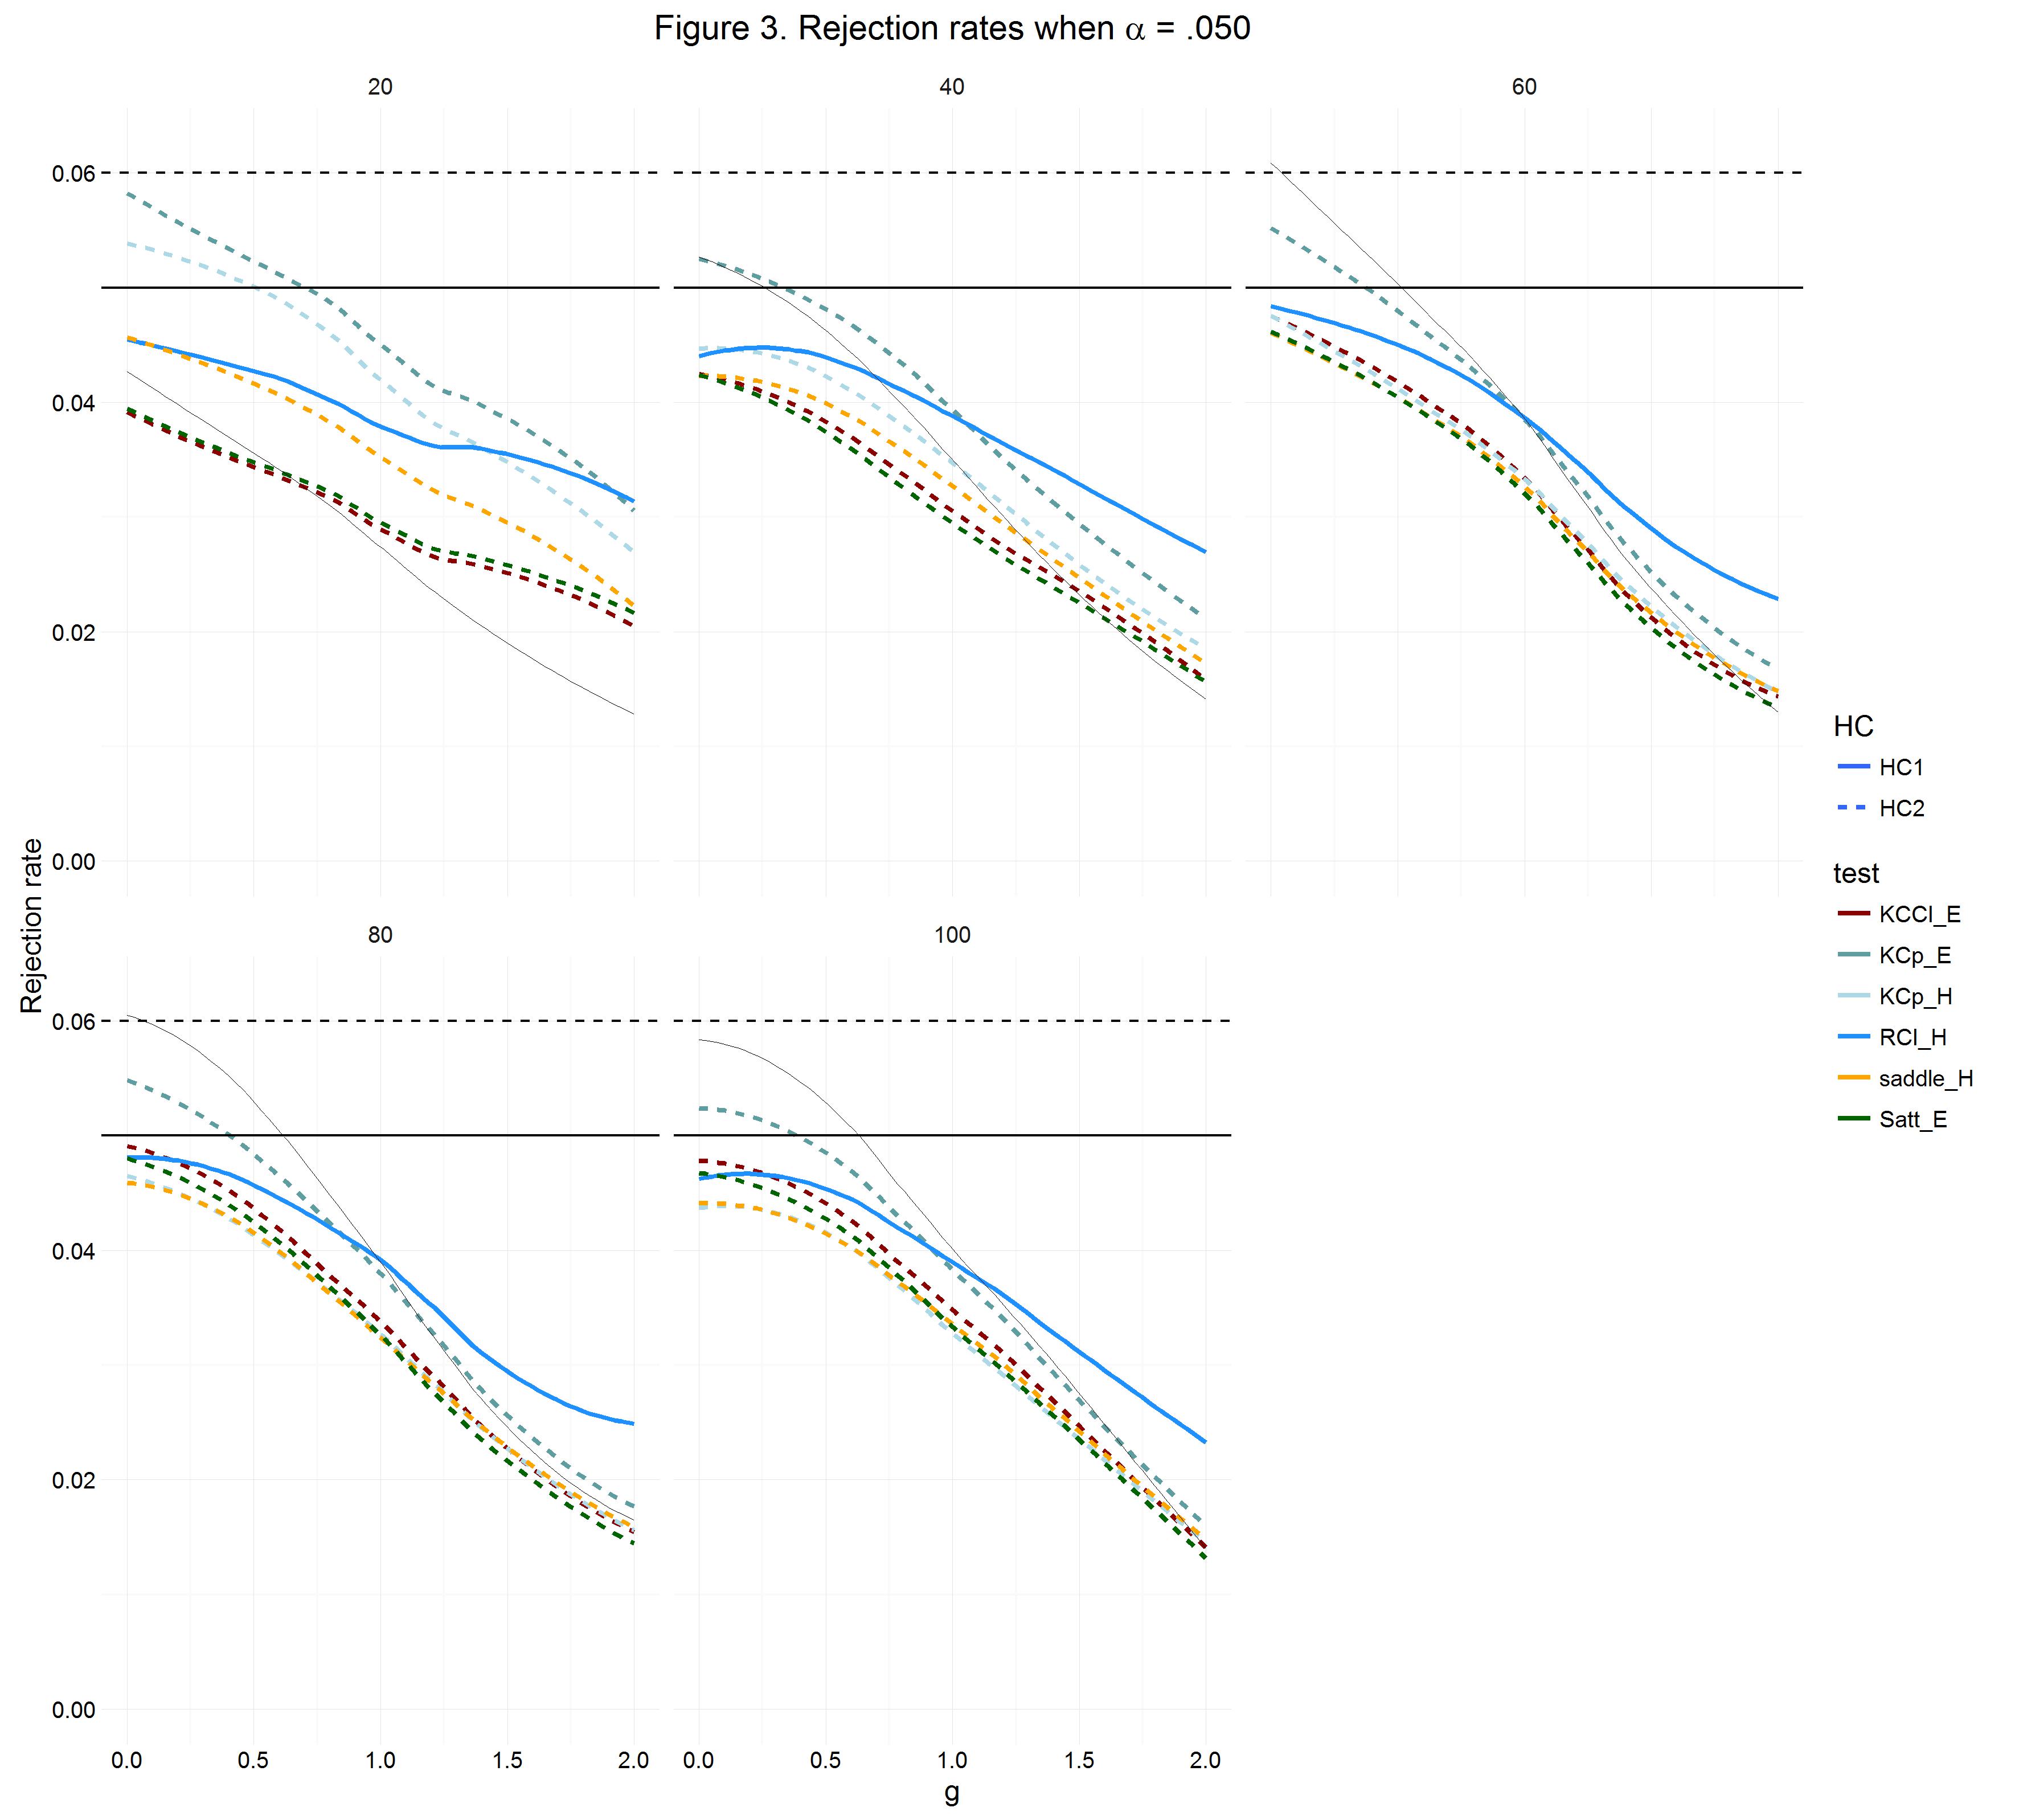 Figure 3. Rejection rates when α = .050
20
40
60
0.06
0.04
0.02
0.00
80
100
0.06
0.04
0.02
0.00
0.0 0.5 1.0 1.5 2.0
0.0 0.5 1.0 1.5 2.0
g
Rejection rate
HC
HC1
HC2
test
KCCI_E
KCp_E
KCp_H
RCI_H
saddle_H
Satt_E